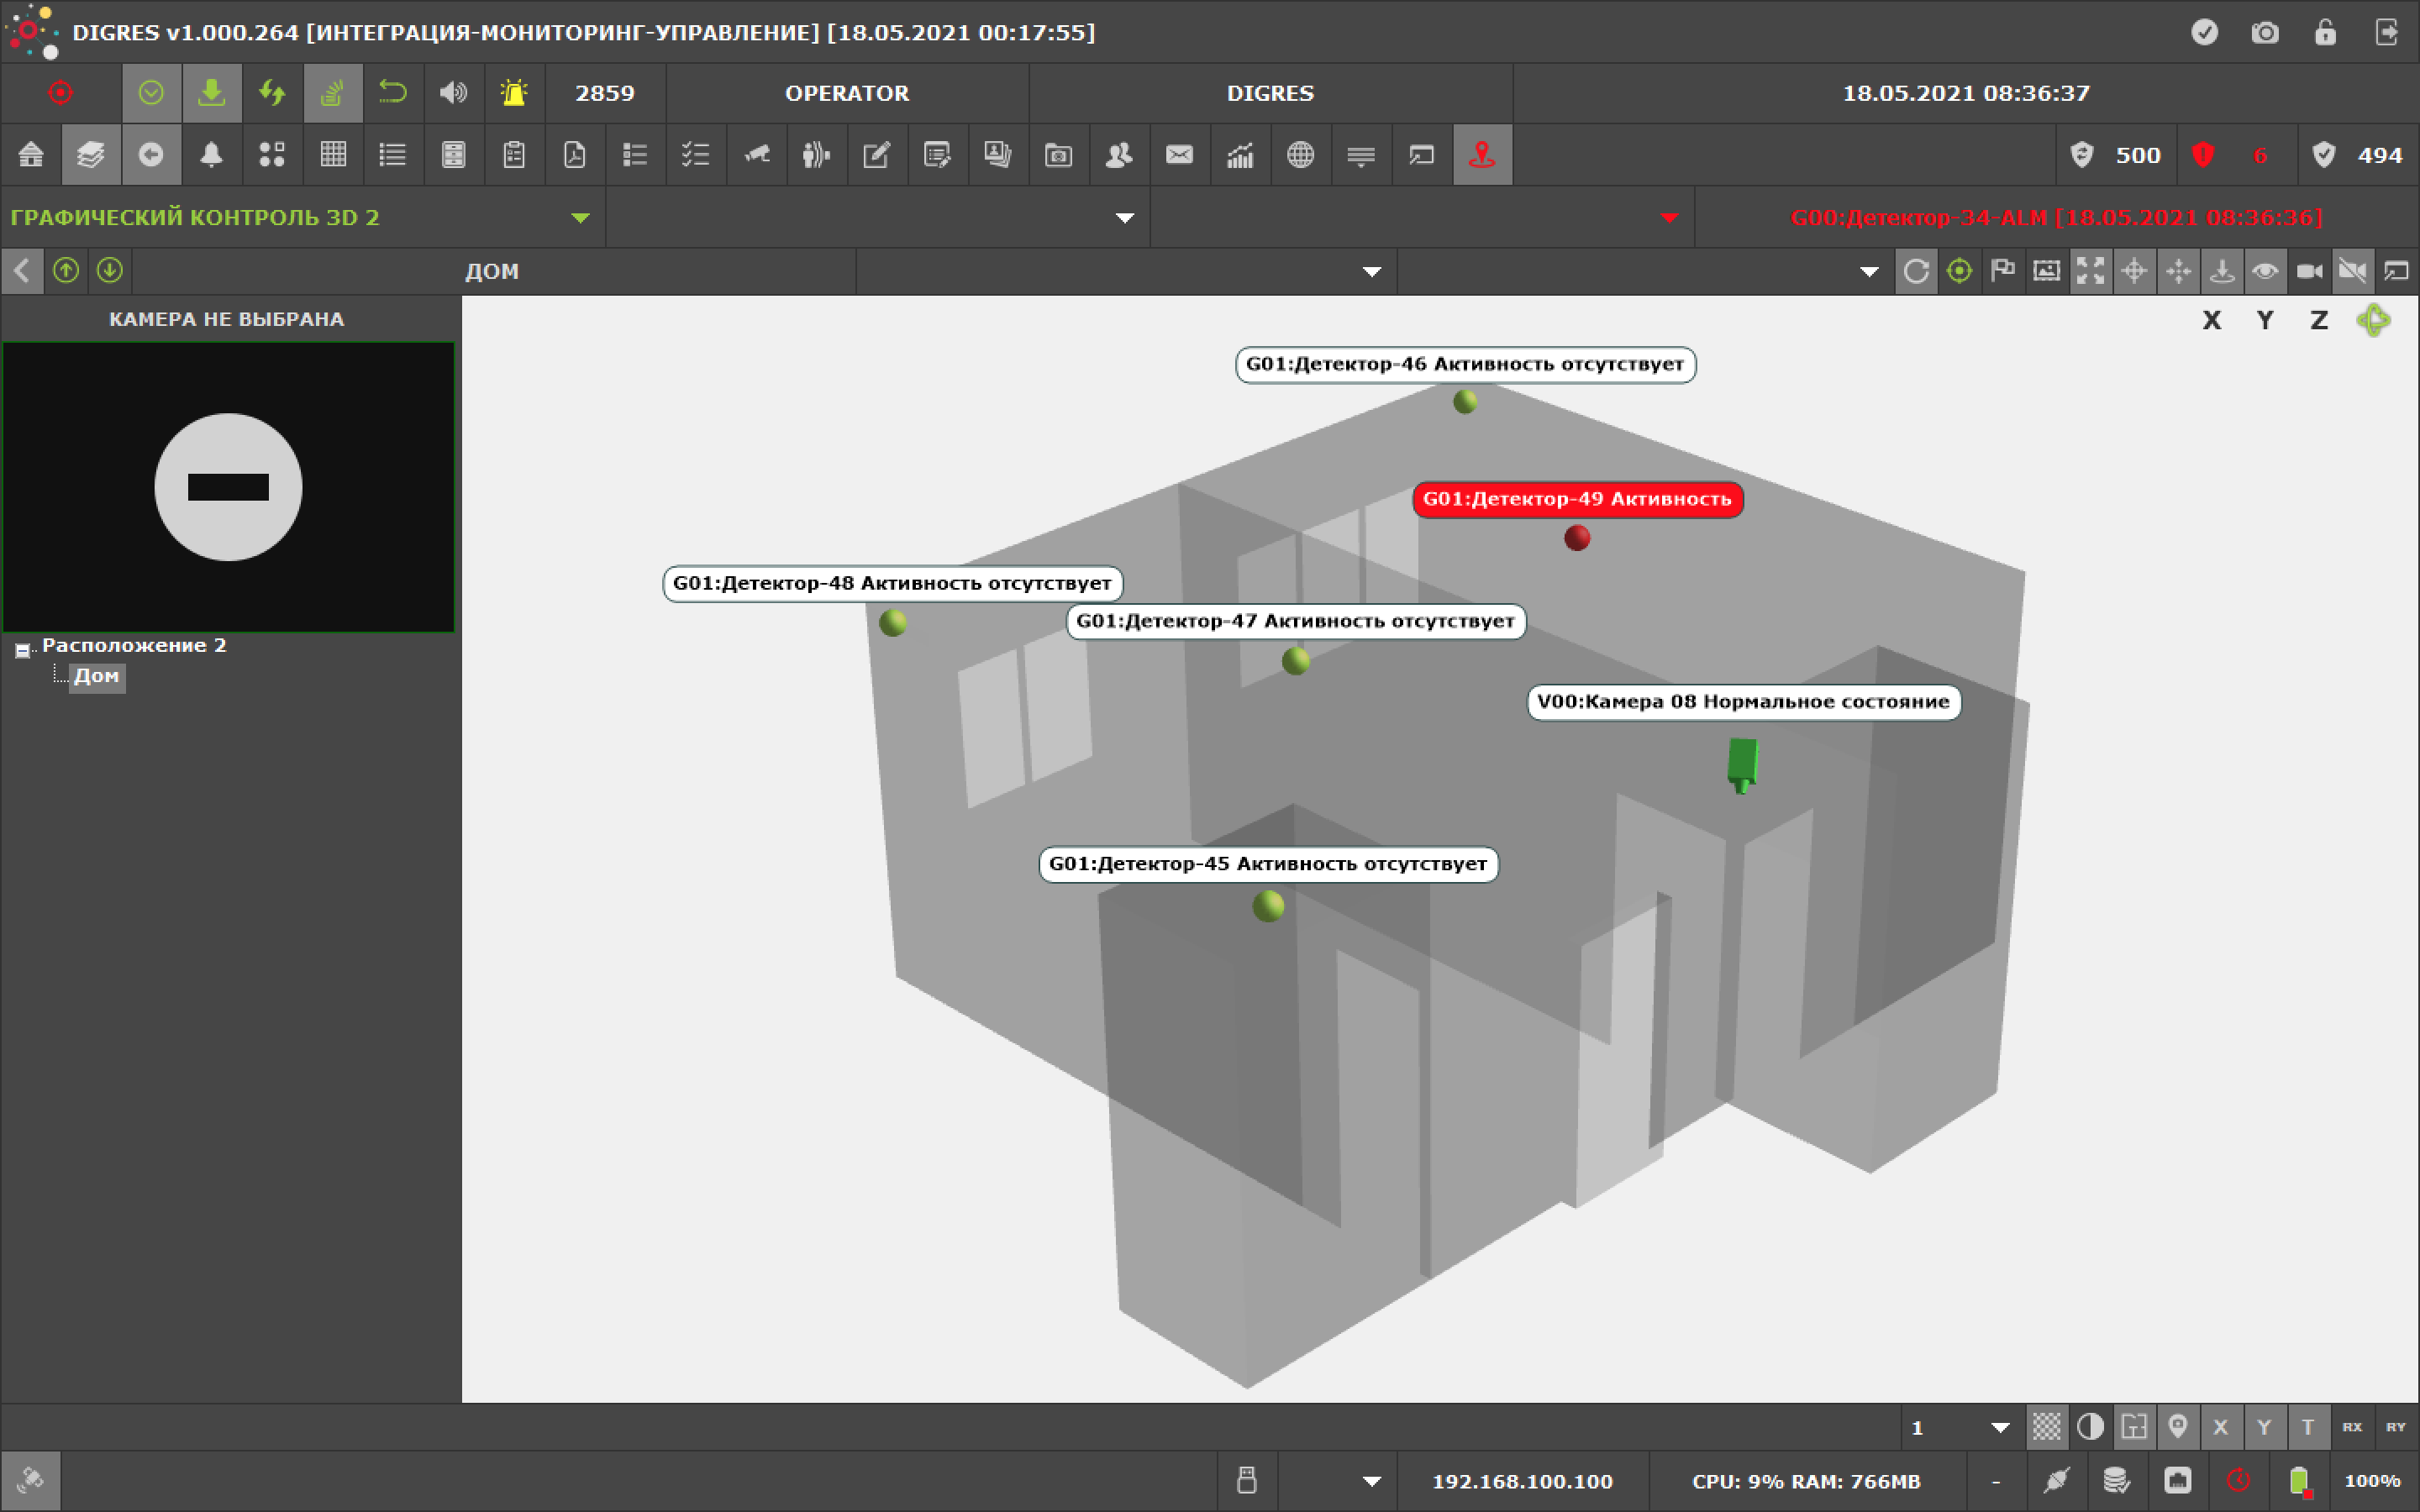 DIGRES v1.000.264 [ИНТЕГРАЦИЯ-МОНИТОРИНГ-УПРАВЛЕНИЕ] [18.05.2021 00:17:55]
2859 OPERATOR DIGRES 18.05.2021 08:36:37
500 6 494
ГРАФИЧЕСКИЙ КОНТРОЛЬ 3D 2 G00:Детектор-34-ALM [18.05.2021 08:36:36]
ДОМ
КАМЕРА НЕ ВЫБРАНА
X Y Z
G01:Детектор-46 Активность отсутствует
G01:Детектор-49 Активность
G01:Детектор-48 Активность отсутствует
G01:Детектор-47 Активность отсутствует
Расположение 2
Дом
V00:Камера 08 Нормальное состояние
G01:Детектор-45 Активность отсутствует
1 X Y T RX RY
192.168.100.100 CPU: 9% RAM: 766MB - 100%